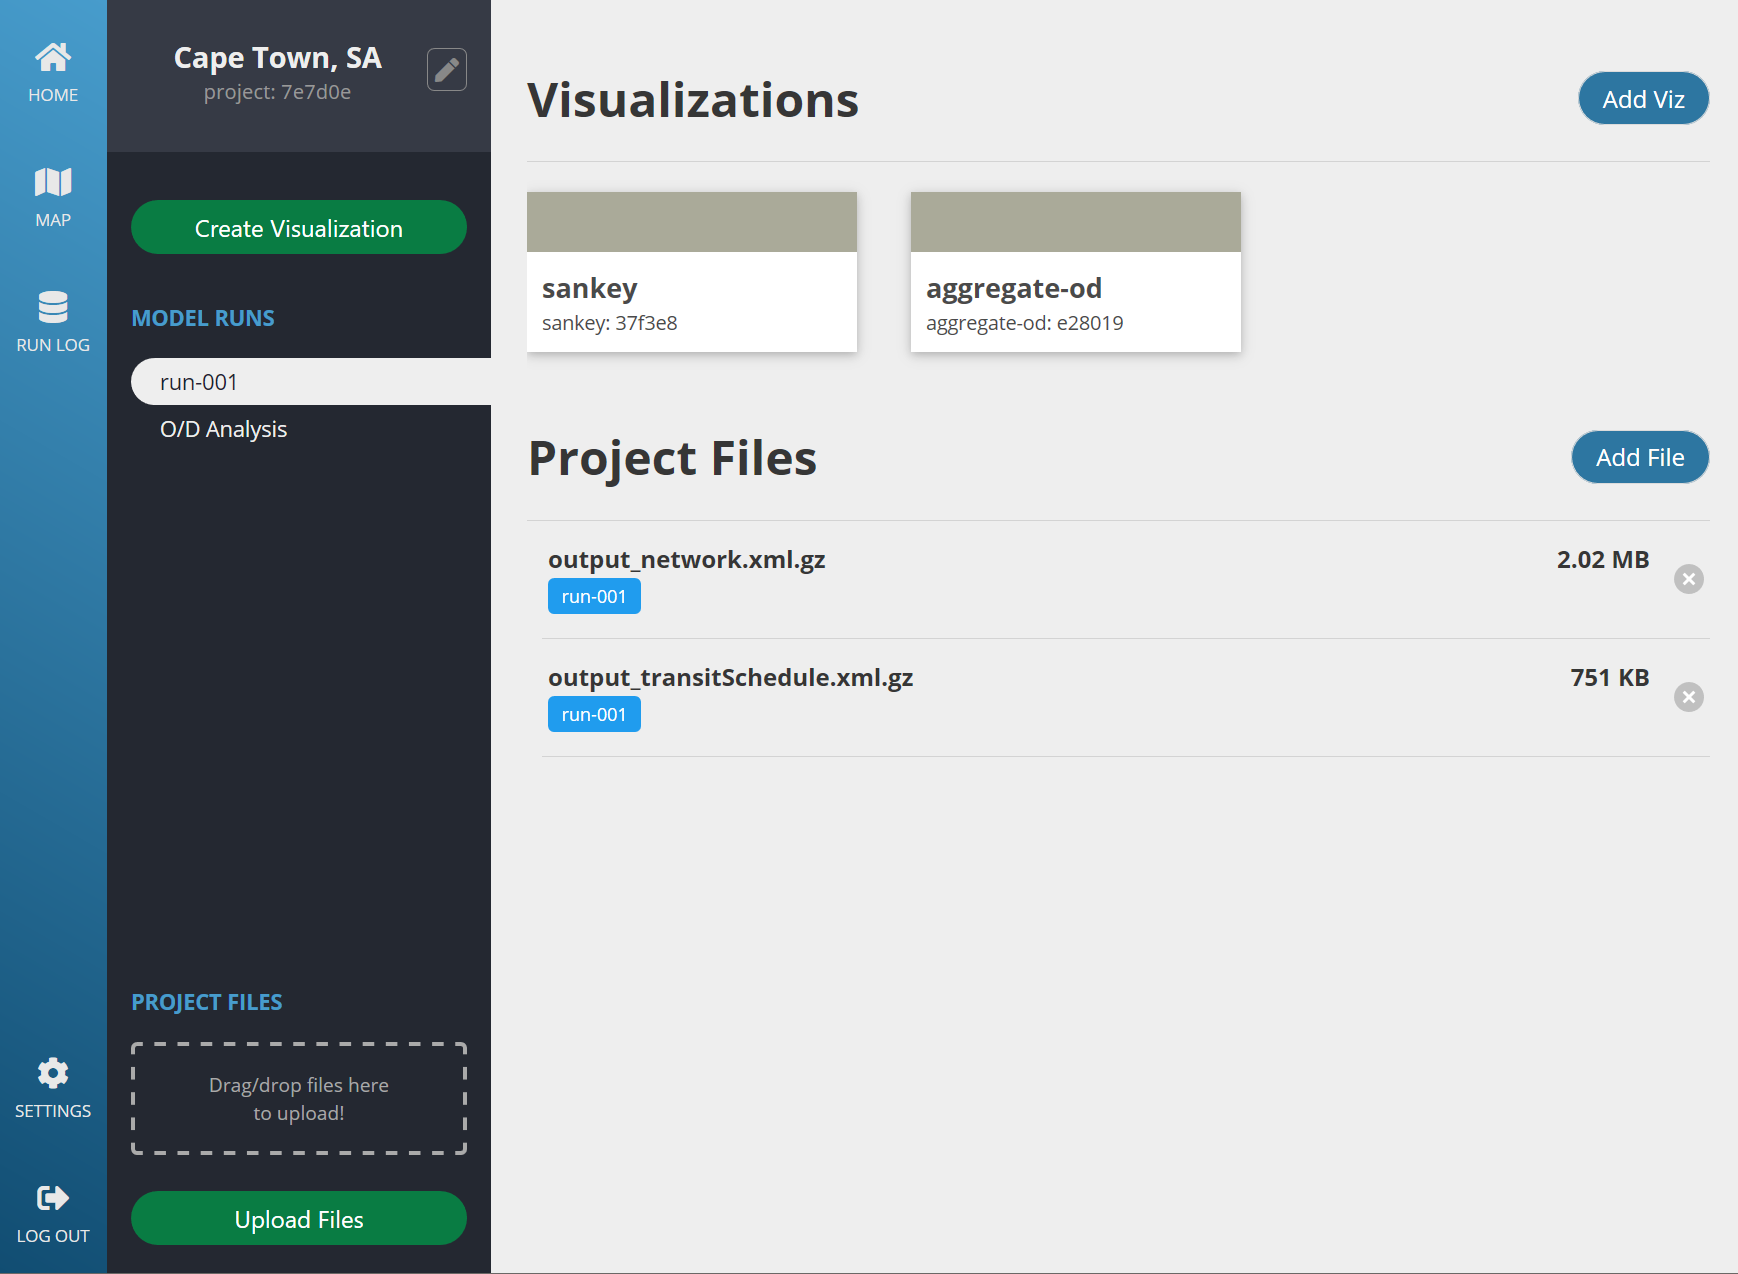 HOME
MAP
RUN LOG
SETTINGS
LOG OUT
Cape Town, SA
project: 7e7d0e
Create Visualization
MODEL RUNS
run-001
O/D Analysis
PROJECT FILES
Drag/drop files here
to upload!
Upload Files
Visualizations
Add Viz
sankey
sankey: 37f3e8
aggregate-od
aggregate-od: e28019
Project Files
Add File
output_network.xml.gz
2.02 MB
run-001
output_transitSchedule.xml.gz
751 KB
run-001